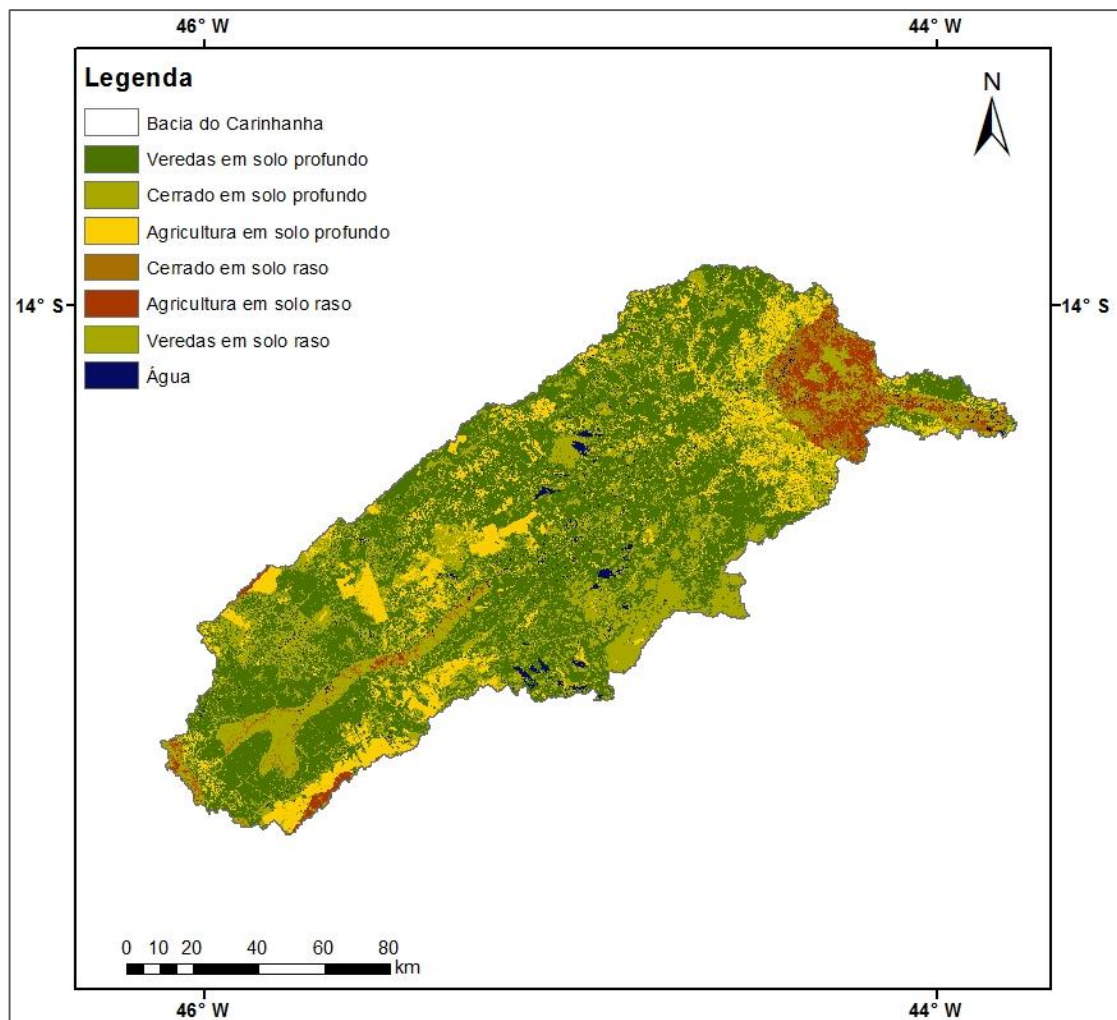 46° W
44° W
Legenda
N
Bacia do Carinhanha
Veredas em solo profundo
Cerrado em solo profundo
Agricultura em solo profundo
Cerrado em solo raso
14° S
14° S
Agricultura em solo raso
Veredas em solo raso
Água
0 10 20 40 60 80
km
46° W
44° W